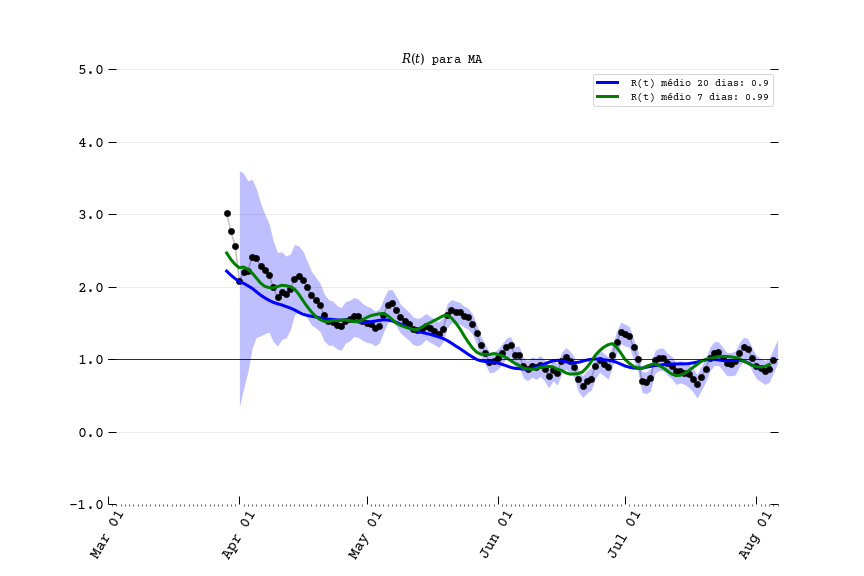 R(t) para MA
R(t) médio 20 dias: 0.9
R(t) médio 7 dias: 0.99
5.0
4.0
3.0
2.0
1.0
0.0
-1.0
Mar 01
Apr 01
May 01
Jun 01
Jul 01
Aug 01